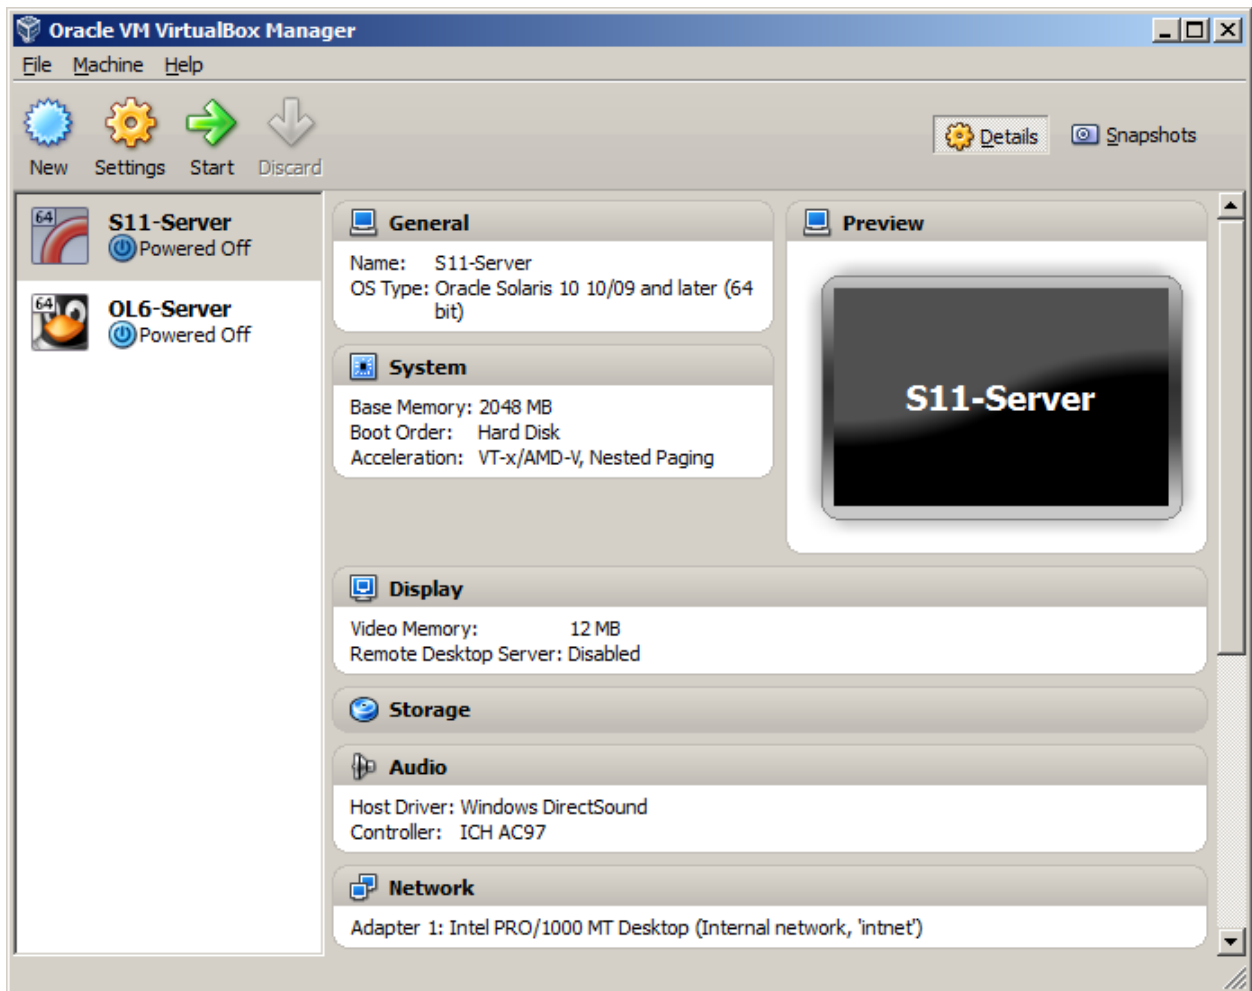 Oracle VM VirtualBox Manager
File Machine Help
New Settings Start Discard
Details Snapshots
64
S11-Server
Powered Off
64
OL6-Server
Powered Off
General
Name: S11-Server
OS Type: Oracle Solaris 10 10/09 and later (64
bit)
System
Base Memory: 2048 MB
Boot Order: Hard Disk
Acceleration: VT-x/AMD-V, Nested Paging
Preview
S11-Server
Display
Video Memory: 12 MB
Remote Desktop Server: Disabled
Storage
Audio
Host Driver: Windows DirectSound
Controller: ICH AC97
Network
Adapter 1: Intel PRO/1000 MT Desktop (Internal network, 'intnet')